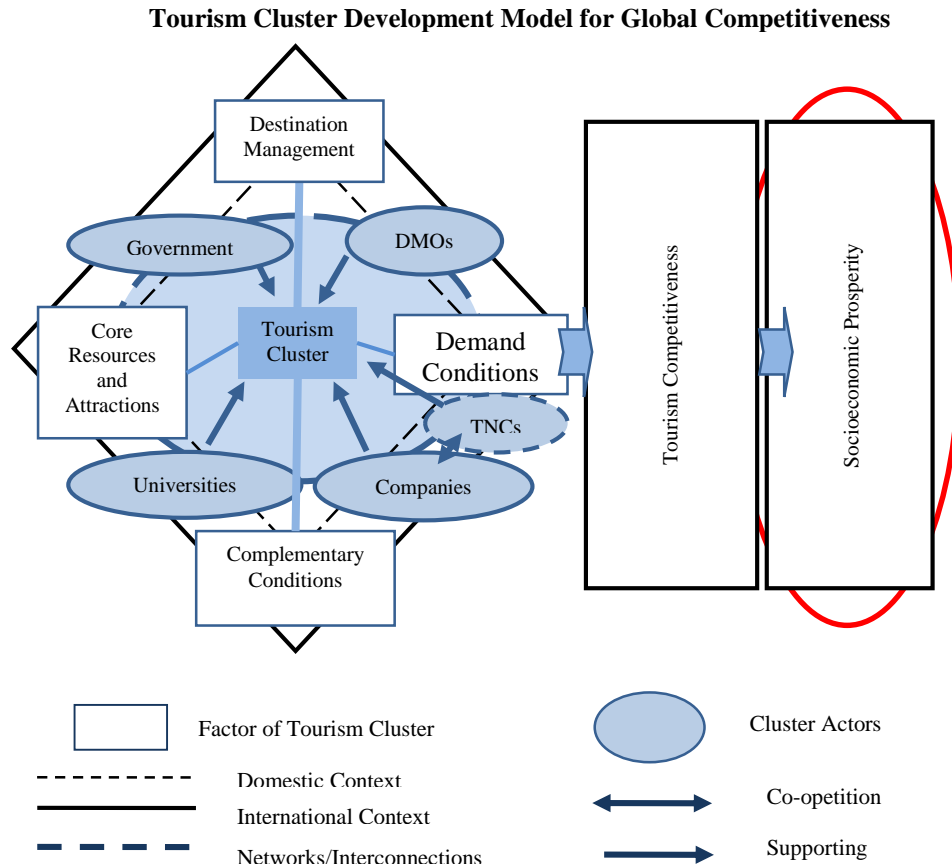 Tourism Cluster Development Model for Global Competitiveness
Destination
Management
Government
DMOs
Core
Resources
and
Attractions
Tourism
Cluster
Demand
Conditions
TNCs
Universities
Companies
Complementary
Conditions
Tourism Competitiveness
Socioeconomic Prosperity
Factor of Tourism Cluster
Cluster Actors
Domestic Context
Co-opetition
International Context
Supporting
Networks/Interconnections